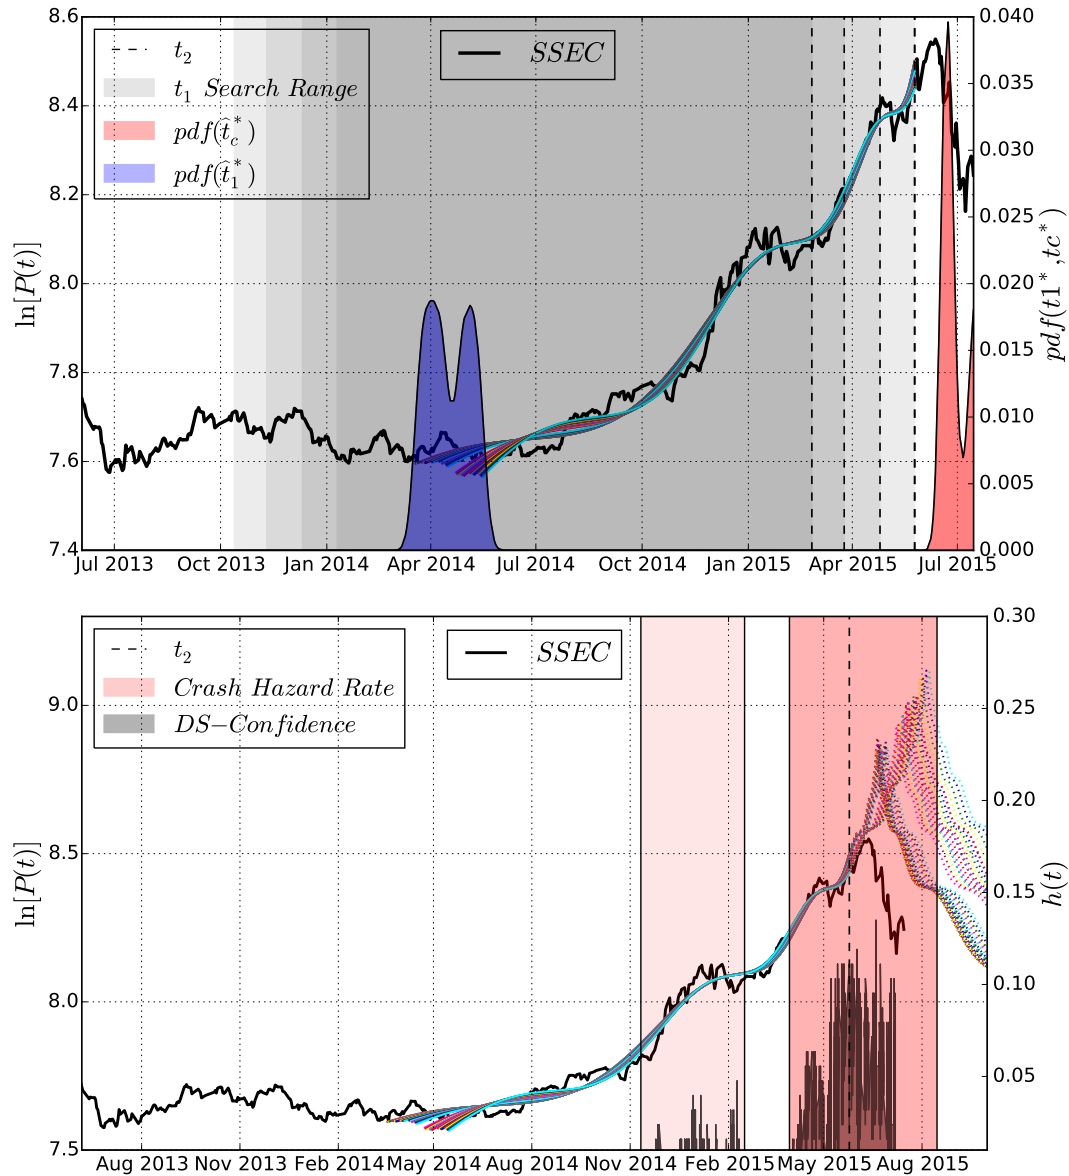 8.6
8.4
8.2
8.0
7.8
7.6
7.4
ln[P(t)]
t₂
t₁ Search Range
pdf(t̂_c^*)
pdf(t̂_1^*)
SSEC
0.040
0.035
0.030
0.025
0.020
0.015
0.010
0.005
0.000
pdf(t1*,tc*)
Jul 2013 Oct 2013 Jan 2014 Apr 2014 Jul 2014 Oct 2014 Jan 2015 Apr 2015 Jul 2015
9.0
8.5
8.0
7.5
ln[P(t)]
t₂
Crash Hazard Rate
DS−Confidence
SSEC
0.30
0.25
0.20
0.15
0.10
0.05
h(t)
Aug 2013 Nov 2013 Feb 2014 May 2014 Aug 2014 Nov 2014 Feb 2015 May 2015 Aug 2015